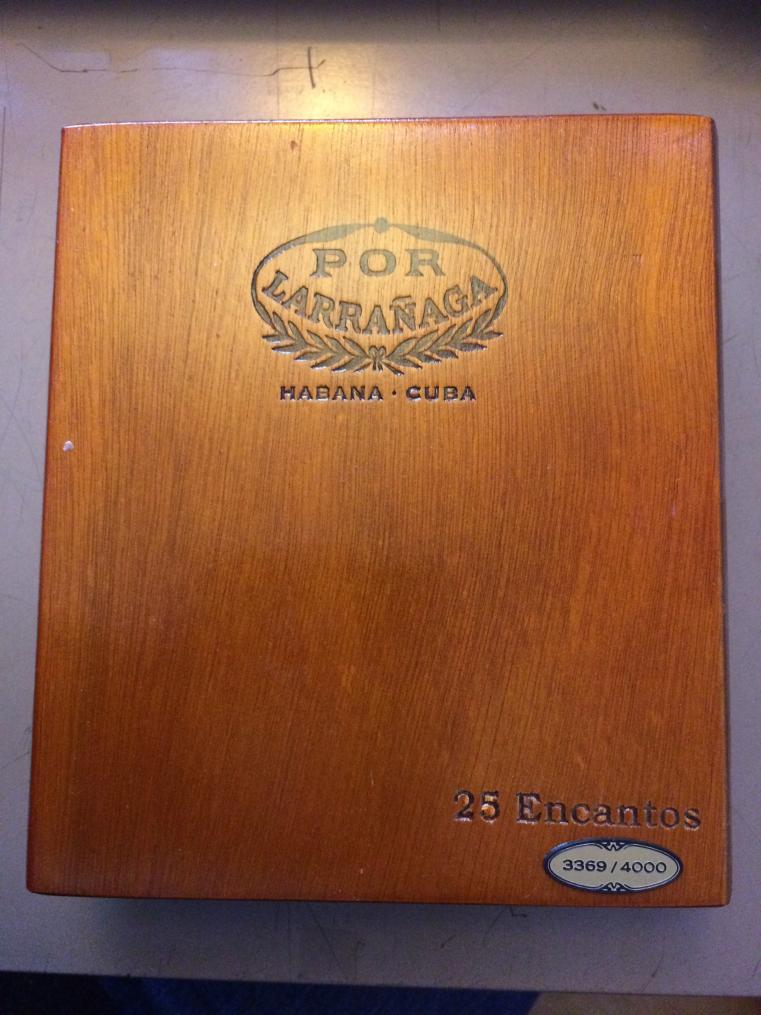 POR
LARRAÑAGA
HABANA · CUBA
25 Encantos
3369 / 4000